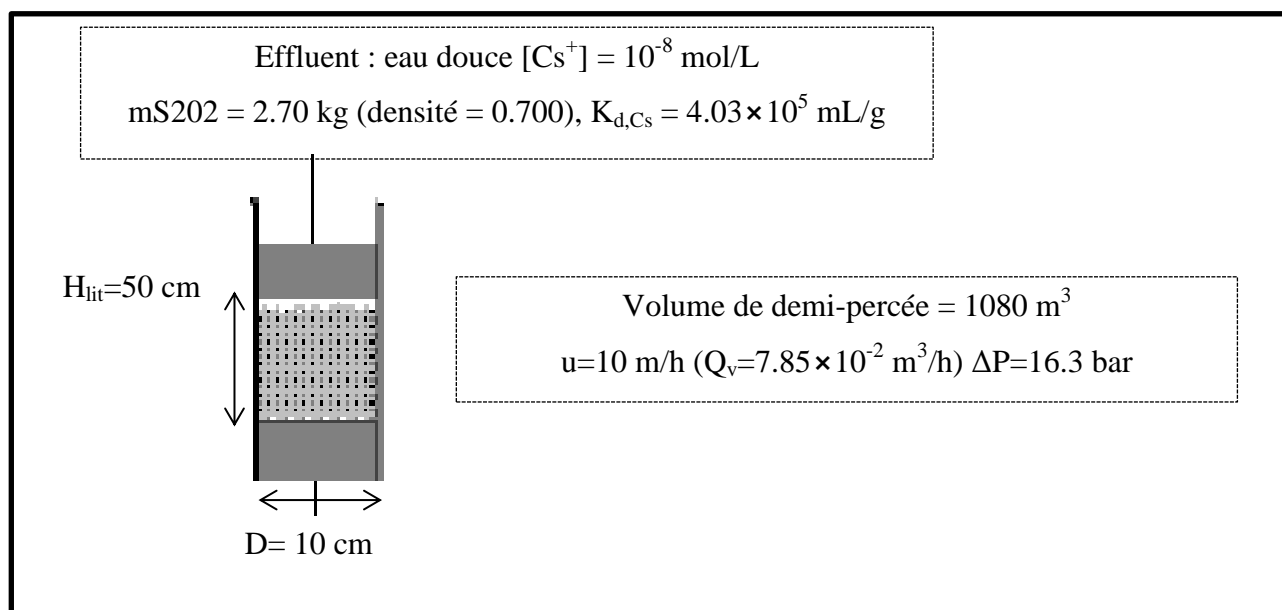 Effluent : eau douce [Cs⁺] = 10⁻⁸ mol/L
mS202 = 2.70 kg (densité = 0.700), K_d,Cs = 4.03×10⁵ mL/g
H_lit=50 cm
Volume de demi-percée = 1080 m³
u=10 m/h (Q_v=7.85×10⁻² m³/h) ΔP=16.3 bar
D= 10 cm